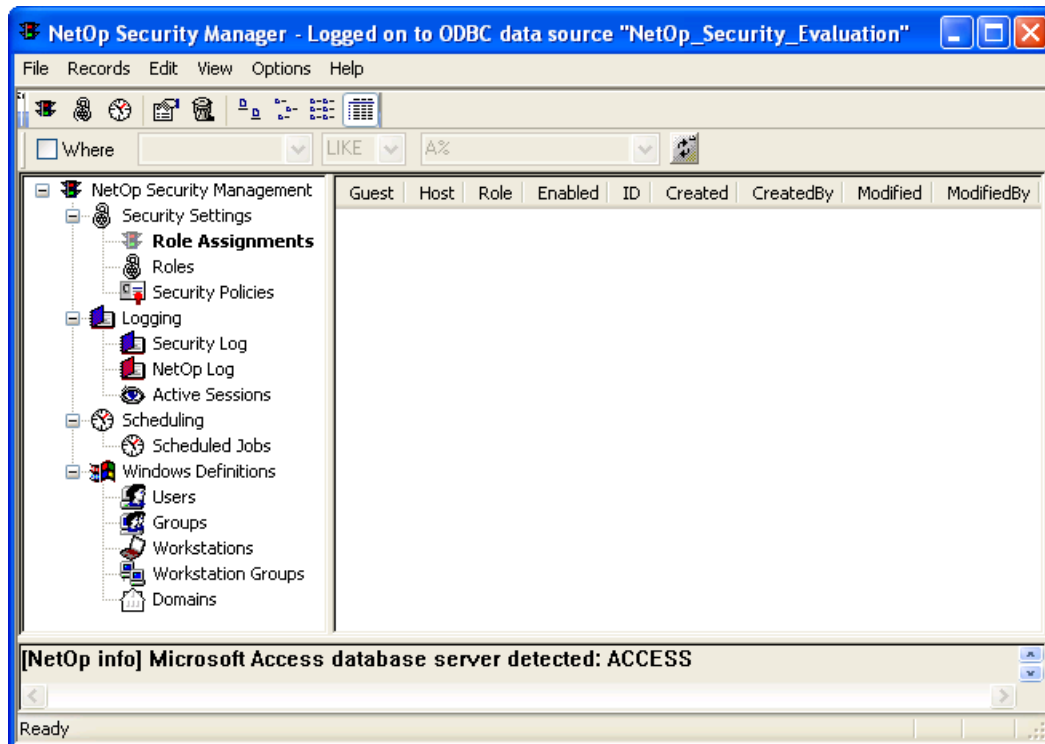 NetOp Security Manager - Logged on to ODBC data source "NetOp_Security_Evaluation"
File Records Edit View Options Help
Where LIKE A%
NetOp Security Management
Security Settings
Role Assignments
Roles
Security Policies
Logging
Security Log
NetOp Log
Active Sessions
Scheduling
Scheduled Jobs
Windows Definitions
Users
Groups
Workstations
Workstation Groups
Domains
Guest Host Role Enabled ID Created CreatedBy Modified ModifiedBy
[NetOp info] Microsoft Access database server detected: ACCESS
Ready